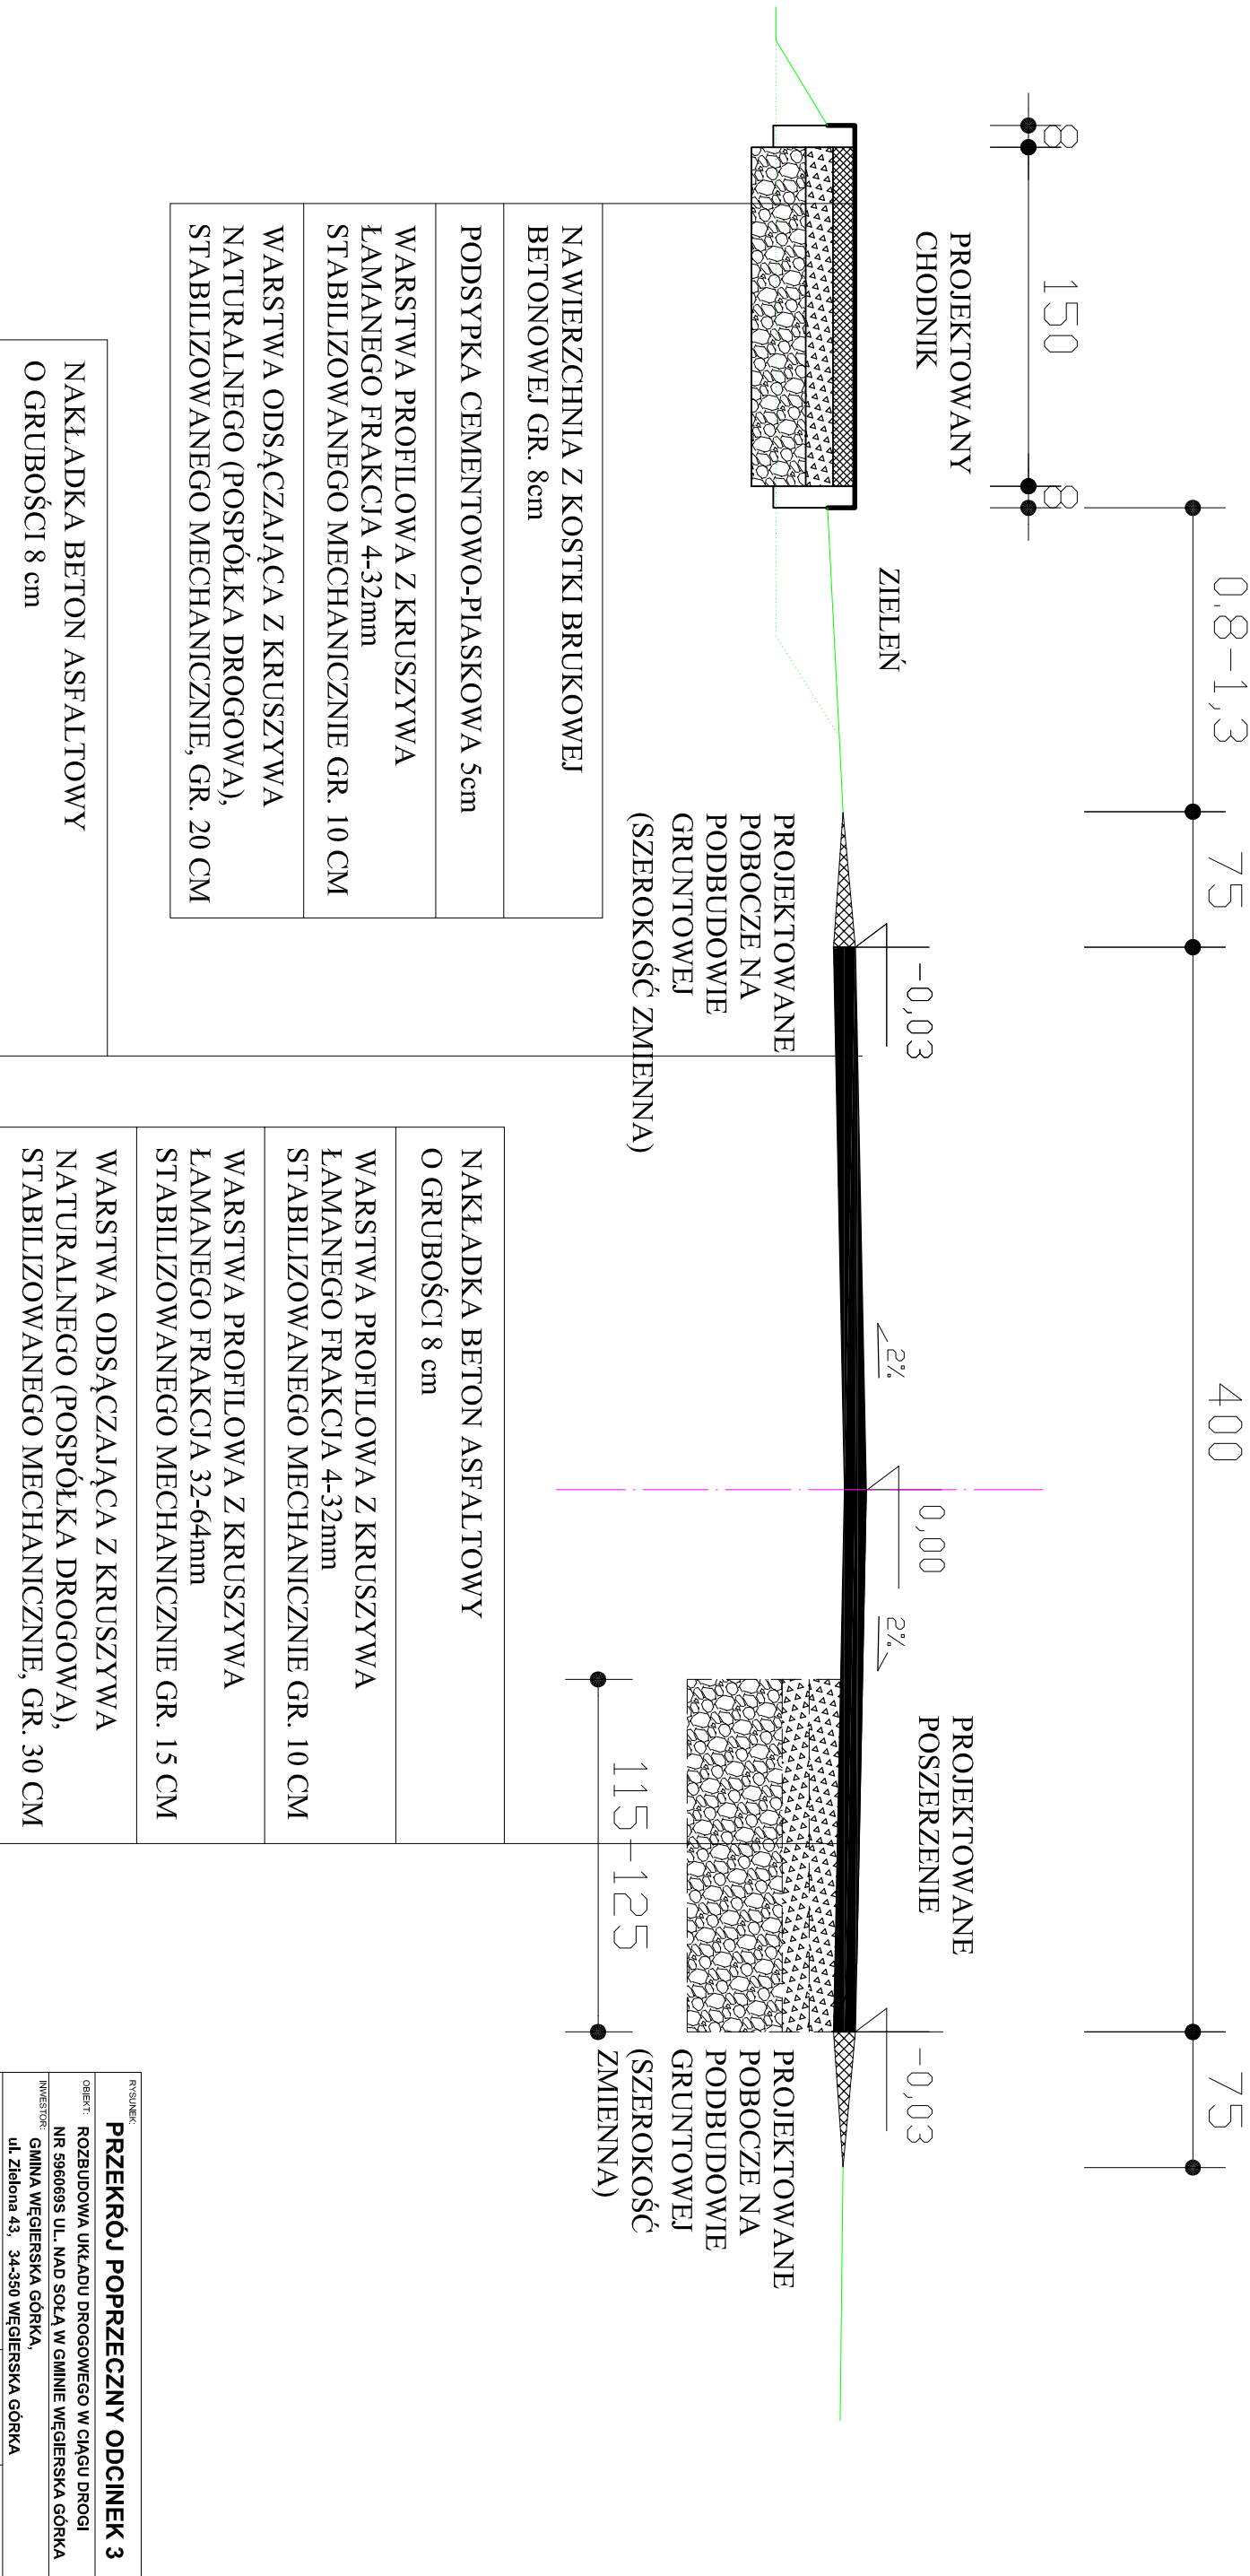 0.8-1,3
75
400
75
8
150
8
PROJEKTOWANY
CHODNIK
ZIELEŃ
-0,03
2%
0,00
2%
PROJEKTOWANE
POSZERZENIE
-0,03
PROJEKTOWANE
POBOCZE NA
PODBUDOWIE
GRUNTOWEJ
(SZEROKOŚĆ ZMIENNA)
115-125
PROJEKTOWANE
POBOCZE NA
PODBUDOWIE
GRUNTOWEJ
(SZEROKOŚĆ
ZMIENNA)
NAWIERZCHNIA Z KOSTKI BRUKOWEJ
BETONOWEJ GR. 8cm
PODSYPKA CEMENTOWO-PIASKOWA 5cm
WARSTWA PROFILOWA Z KRUSZYWA
ŁAMANEGO FRAKCJA 4-32mm
STABILIZOWANEGO MECHANICZNIE GR. 10 CM
WARSTWA ODSĄCZAJĄCA Z KRUSZYWA
NATURALNEGO (POSPÓŁKA DROGOWA),
STABILIZOWANEGO MECHANICZNIE, GR. 20 CM
NAKŁADKA BETON ASFALTOWY
O GRUBOŚCI 8 cm
NAKŁADKA BETON ASFALTOWY
O GRUBOŚCI 8 cm
WARSTWA PROFILOWA Z KRUSZYWA
ŁAMANEGO FRAKCJA 4-32mm
STABILIZOWANEGO MECHANICZNIE GR. 10 CM
WARSTWA PROFILOWA Z KRUSZYWA
ŁAMANEGO FRAKCJA 32-64mm
STABILIZOWANEGO MECHANICZNIE GR. 15 CM
WARSTWA ODSĄCZAJĄCA Z KRUSZYWA
NATURALNEGO (POSPÓŁKA DROGOWA),
STABILIZOWANEGO MECHANICZNIE, GR. 30 CM
RYSUNEK:
PRZEKRÓJ POPRZECZNY ODCINEK 3
OBIEKT: ROZBUDOWA UKŁADU DROGOWEGO W CIĄGU DROGI
NR 596069S UL. NAD SOŁĄ W GMINIE WĘGIERSKA GÓRKA
INWESTOR: GMINA WĘGIERSKA GÓRKA,
ul. Zielona 43, 34-350 WĘGIERSKA GÓRKA